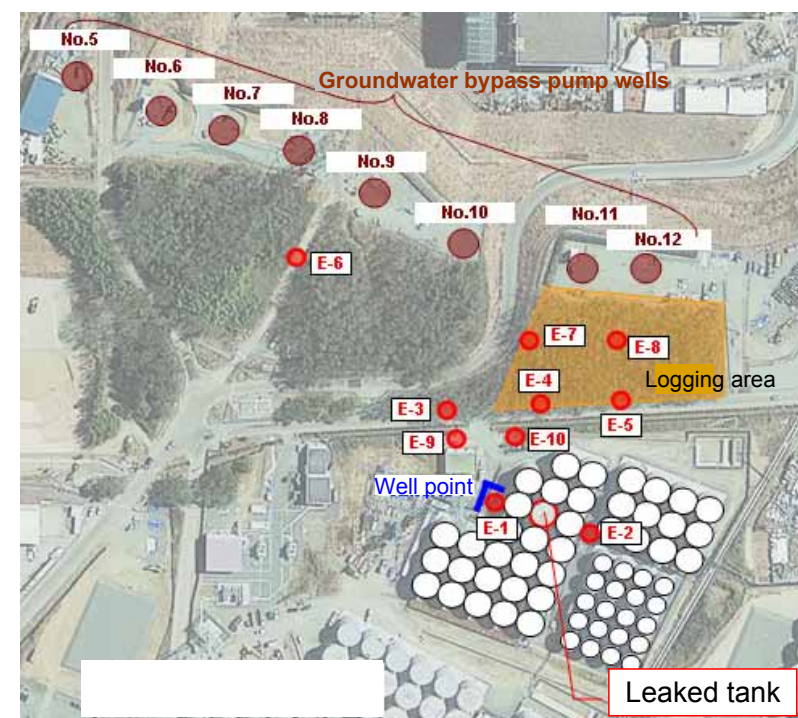 No.5
No.6
Groundwater bypass pump wells
No.7
No.8
No.9
No.10
No.11
No.12
E-6
E-7
E-8
Logging area
E-4
E-3
E-5
E-9
E-10
Well point
E-1
E-2
Leaked tank